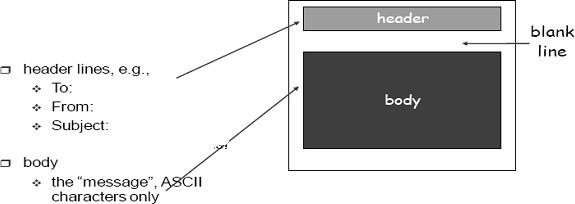 header
blank
line
header lines, e.g.,
To:
From:
Subject:
body
body
the “message”, ASCII
characters only